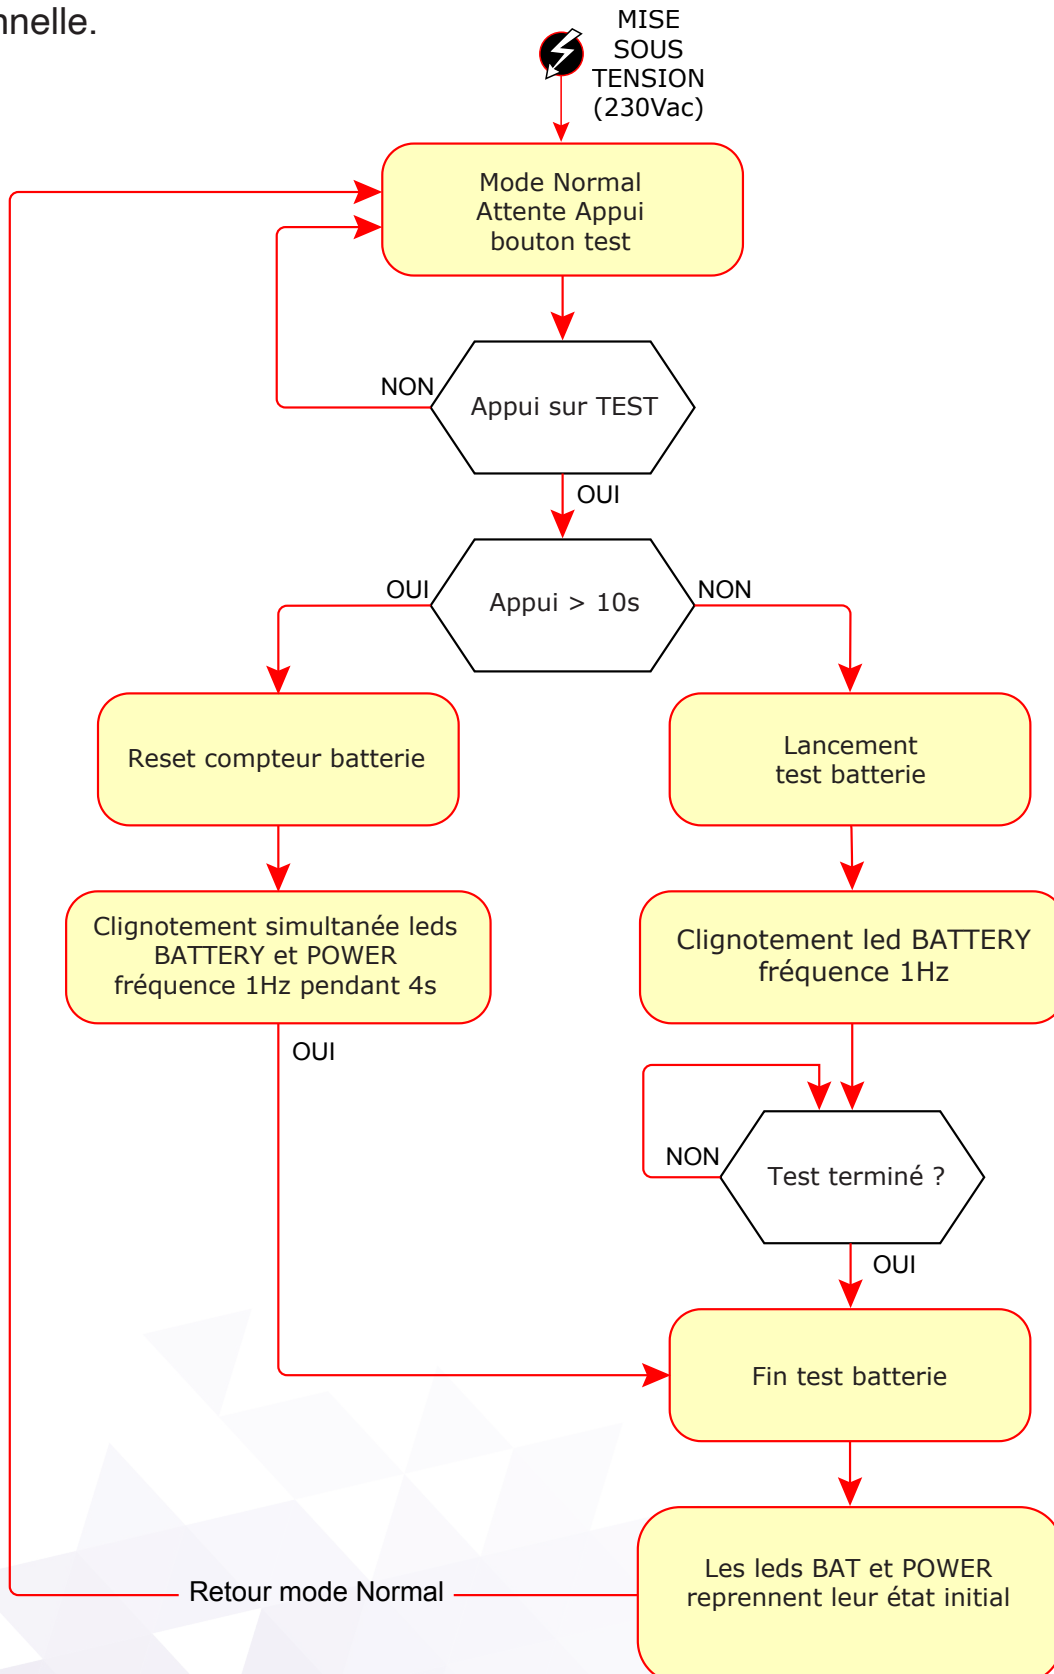 nnelle.
MISE
SOUS
TENSION
(230Vac)
Mode Normal
Attente Appui
bouton test
NON
Appui sur TEST
OUI
OUI
Appui > 10s
NON
Reset compteur batterie
Lancement
test batterie
Clignotement simultanée leds
BATTERY et POWER
fréquence 1Hz pendant 4s
Clignotement led BATTERY
fréquence 1Hz
OUI
NON
Test terminé ?
OUI
Fin test batterie
Les leds BAT et POWER
reprennent leur état initial
Retour mode Normal